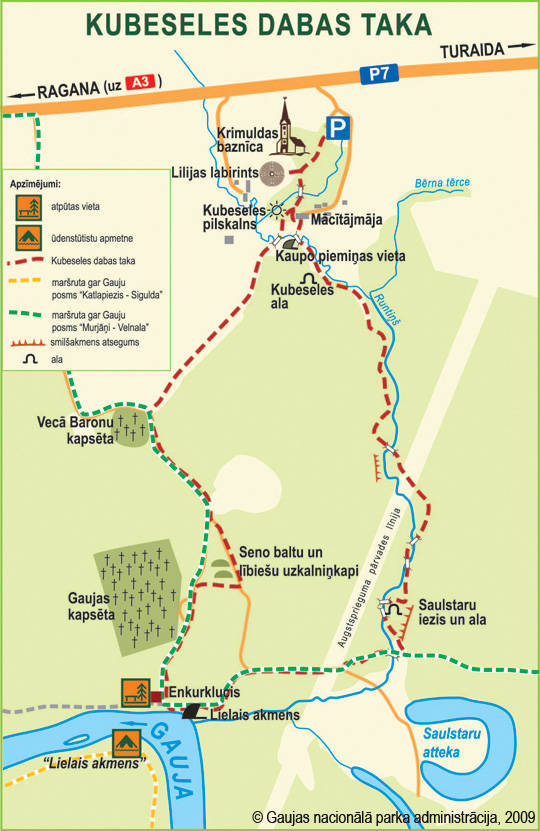 KUBESELES DABAS TAKA
TURAIDA
RAGANA (uz A3 )
P7
Krimuldas
baznīca
P
Lilijas labirints
Bērna tērce
Kubeseles
pilskalns
Mācītājmāja
Kaupo piemiņas vieta
Kubeseles
ala
Runtiņš
Apzīmējumi:
atpūtas vieta
ūdenstūtistu apmetne
Kubeseles dabas taka
maršruta gar Gauju
posms “Katlapiezis - Sigulda”
maršruta gar Gauju
posms “Murjāņi - Velnala”
smilšakmens atsegums
ala
Vecā Baronu
kapsēta
Augstsprieguma pārvades līnija
Seno baltu un
lībiešu uzkalniņkapi
Gaujas
kapsēta
Saulstaru
iezis un ala
Enkurklupis
Lielais akmens
GAUJA
“Lielais akmens”
Saulstaru
atteka
© Gaujas nacionālā parka administrācija, 2009